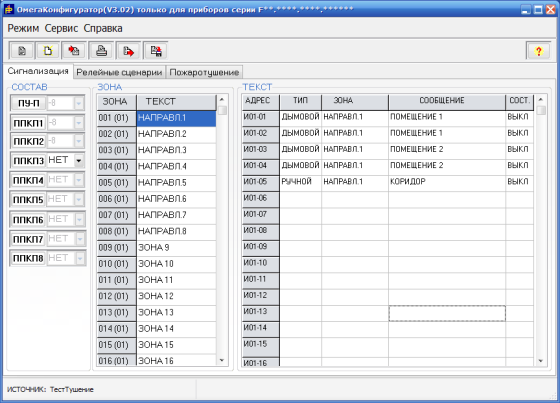 ОмегаКонфигуратор(V3.02) только для приборов серии F**.****.****.******
Режим Сервис Справка
?
Сигнализация Релейные сценарии Пожаротушение
СОСТАВ
ПУ-П -8
ППКП1 -8
ППКП2 -8
ППКП3 НЕТ
ППКП4 НЕТ
ППКП5 НЕТ
ППКП6 НЕТ
ППКП7 НЕТ
ППКП8 НЕТ
ЗОНА
ЗОНА ТЕКСТ
001 (01) НАПРАВЛ.1
002 (01) НАПРАВЛ.2
003 (01) НАПРАВЛ.3
004 (01) НАПРАВЛ.4
005 (01) НАПРАВЛ.5
006 (01) НАПРАВЛ.6
007 (01) НАПРАВЛ.7
008 (01) НАПРАВЛ.8
009 (01) ЗОНА 9
010 (01) ЗОНА 10
011 (01) ЗОНА 11
012 (01) ЗОНА 12
013 (01) ЗОНА 13
014 (01) ЗОНА 14
015 (01) ЗОНА 15
016 (01) ЗОНА 16
ТЕКСТ
АДРЕС ТИП ЗОНА СООБЩЕНИЕ СОСТ.
И01-01 ДЫМОВОЙ НАПРАВЛ.1 ПОМЕЩЕНИЕ 1 ВЫКЛ
И01-02 ДЫМОВОЙ НАПРАВЛ.1 ПОМЕЩЕНИЕ 1 ВЫКЛ
И01-03 ДЫМОВОЙ НАПРАВЛ.1 ПОМЕЩЕНИЕ 2 ВЫКЛ
И01-04 ДЫМОВОЙ НАПРАВЛ.1 ПОМЕЩЕНИЕ 2 ВЫКЛ
И01-05 РУЧНОЙ НАПРАВЛ.1 КОРИДОР ВЫКЛ
И01-06
И01-07
И01-08
И01-09
И01-10
И01-11
И01-12
И01-13
И01-14
И01-15
И01-16
ИСТОЧНИК: ТестТушение